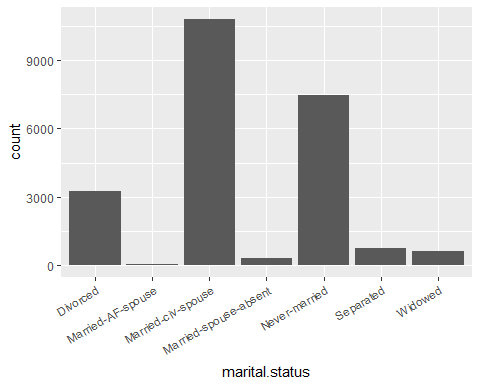 count
9000
6000
3000
0
Divorced
Married-AF-spouse
Married-civ-spouse
Married-spouse-absent
Never-married
Separated
Widowed
marital.status